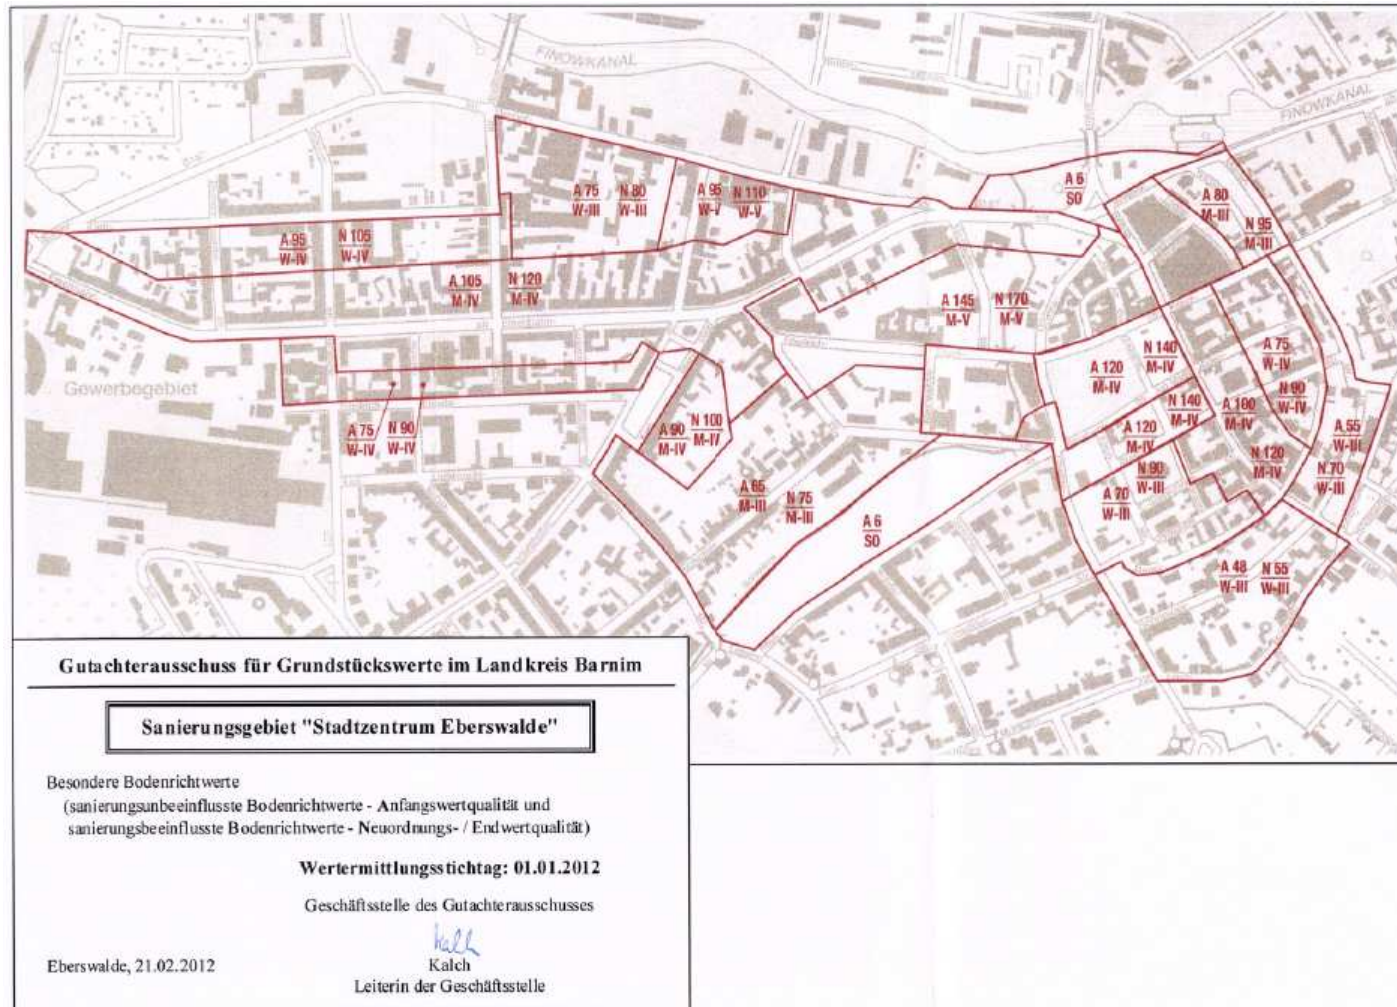 FINOWKANAL
FINOWKANAL
A 6
SO
A 75
W-III
N 80
W-III
A 95
W-V
N 110
W-V
A 80
M-III
N 95
M-III
A 95
W-IV
N 105
W-IV
A 105
M-IV
N 120
M-IV
A 145
M-V
N 170
M-V
A 120
M-IV
N 140
M-IV
A 75
W-IV
N 90
W-IV
Gewerbegebiet
A 75
W-IV
N 90
W-IV
A 90
M-IV
N 100
M-IV
A 120
M-IV
N 140
M-IV
A 100
M-IV
N 120
M-IV
A 55
W-III
N 70
W-III
A 65
M-III
N 75
M-III
A 6
SO
A 70
W-III
N 90
W-III
A 48
W-III
N 55
W-III
Gutachterausschuss für Grundstückswerte im Landkreis Barnim
Sanierungsgebiet "Stadtzentrum Eberswalde"
Besondere Bodenrichtwerte
(sanierungsunbeeinflusste Bodenrichtwerte - Anfangswertqualität und
sanierungsbeeinflusste Bodenrichtwerte - Neuordnungs- / Endwertqualität)
Wertermittlungsstichtag: 01.01.2012
Geschäftsstelle des Gutachterausschusses
Kalch
Eberswalde, 21.02.2012
Kalch
Leiterin der Geschäftsstelle